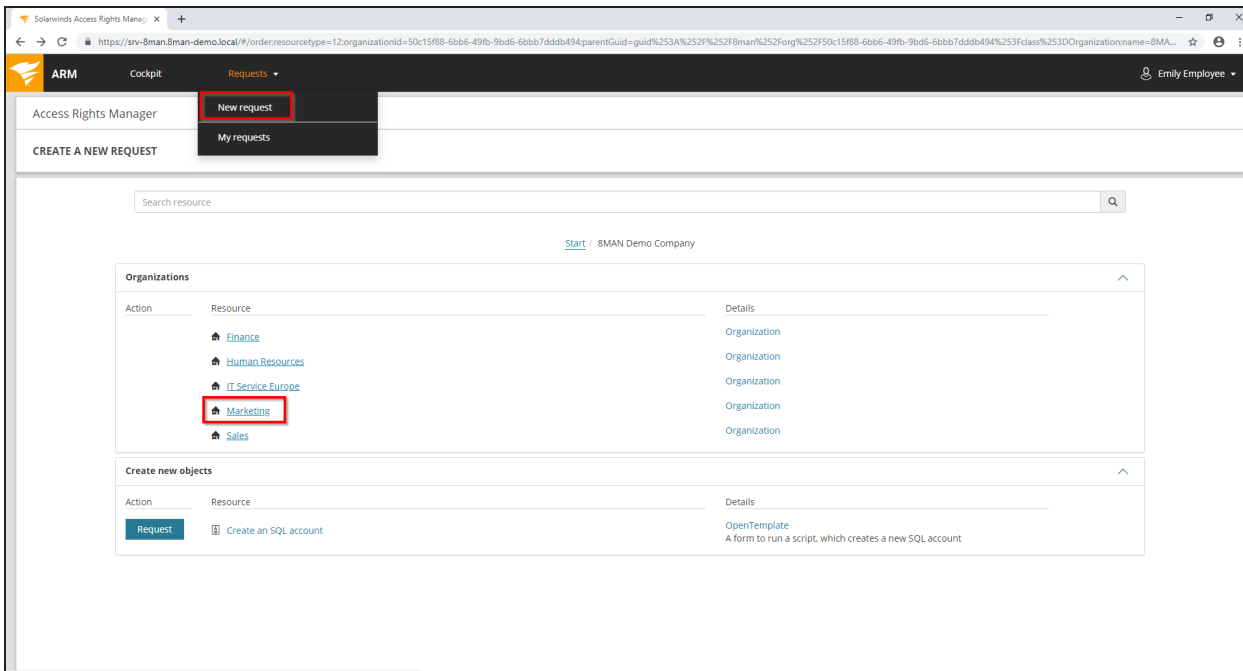 Solarwinds Access Rights Manag
https://srv-8man.8man-demo.local/#/order;resourcetype=12;organizationId=50c15f88-6bb6-49fb-9bd6-6bbb7dddb494;parentGuid=guid%253A%252F%252F8man%252Forg%252F50c15f88-6bb6-49fb-9bd6-6bbb7dddb494%253Fclass%253DOrganization;name=8MA...
ARM Cockpit Requests Emily Employee
New request
Access Rights Manager
My requests
CREATE A NEW REQUEST
Search resource
Start / 8MAN Demo Company
Organizations
Action Resource Details
Finance Organization
Human Resources Organization
IT Service Europe Organization
Marketing Organization
Sales Organization
Create new objects
Action Resource Details
Request Create an SQL account OpenTemplate
A form to run a script, which creates a new SQL account